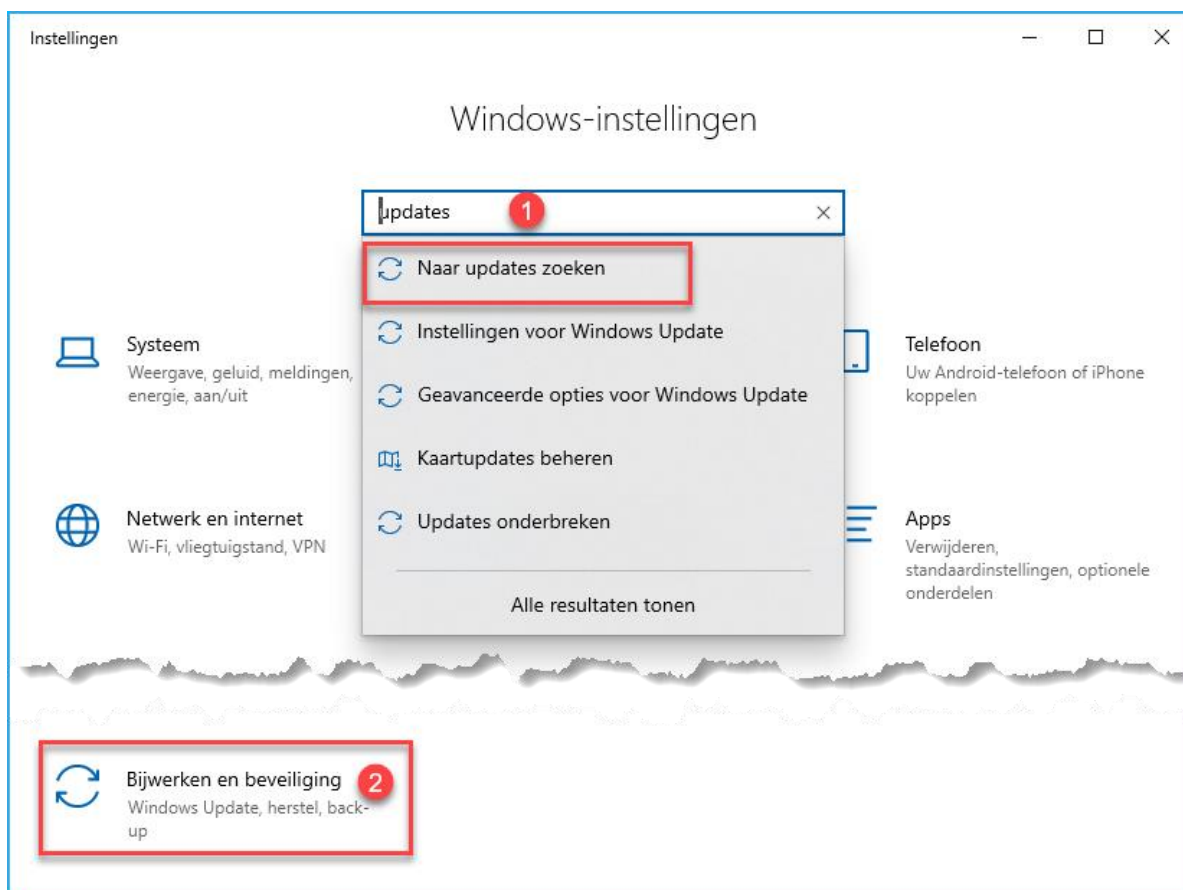 Instellingen
Windows-instellingen
updates 1
Naar updates zoeken
Instellingen voor Windows Update
Geavanceerde opties voor Windows Update
Kaartupdates beheren
Updates onderbreken
Alle resultaten tonen
Systeem
Weergave, geluid, meldingen,
energie, aan/uit
Telefoon
Uw Android-telefoon of iPhone
koppelen
Netwerk en internet
Wi-Fi, vliegtuigstand, VPN
Apps
Verwijderen,
standaardinstellingen, optionele
onderdelen
Bijwerken en beveiliging 2
Windows Update, herstel, back-
up